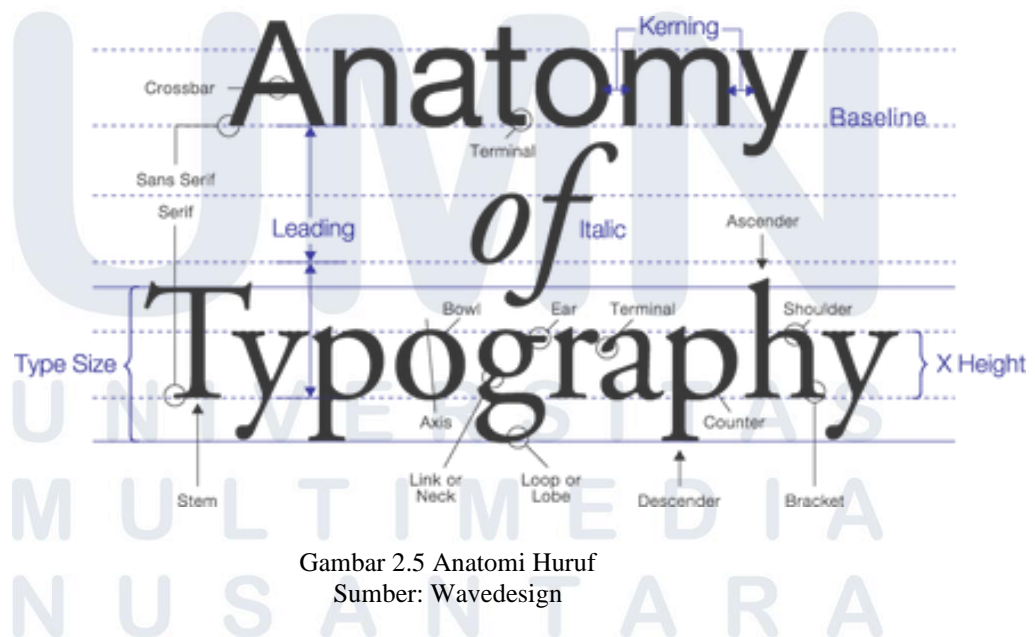 Kerning
Anatomy
Crossbar
Baseline
Terminal
Sans Serif
Serif
of
Leading
Italic
Ascender
Bowl
Ear
Terminal
Shoulder
Typography
Type Size
X Height
Axis
Counter
Link or
Neck
Loop or
Lobe
Stem
Descender
Bracket
Gambar 2.5 Anatomi Huruf
Sumber: Wavedesign
UMN
UNIVERSITAS
MULTIMEDIA
NUSANTARA